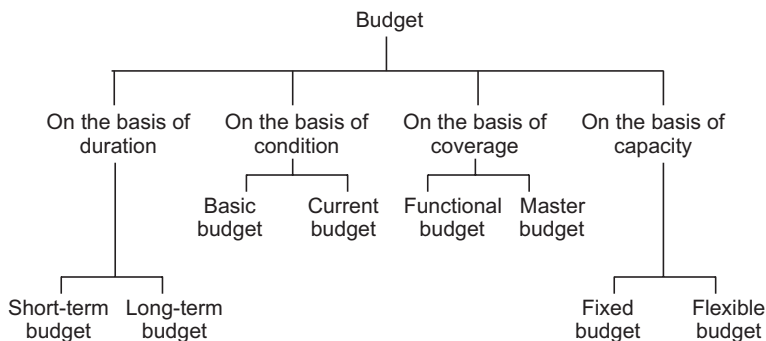 Budget
On the basis of
duration
On the basis of
condition
On the basis of
coverage
On the basis of
capacity
Basic
budget
Current
budget
Functional
budget
Master
budget
Short-term
budget
Long-term
budget
Fixed
budget
Flexible
budget